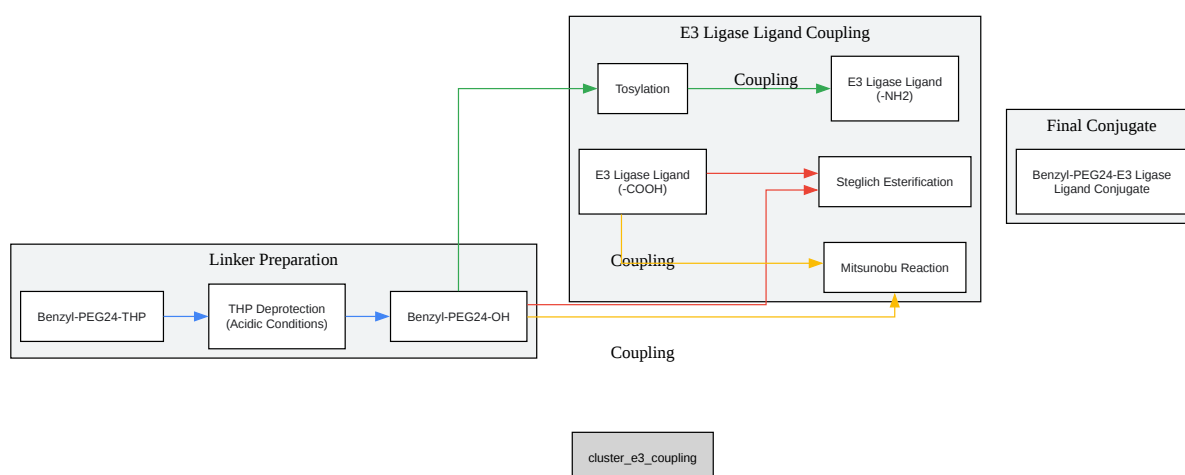 E3 Ligase Ligand Coupling
Tosylation
Coupling
E3 Ligase Ligand
(-NH2)
Final Conjugate
E3 Ligase Ligand
(-COOH)
Steglich Esterification
Benzyl-PEG24-E3 Ligase
Ligand Conjugate
Linker Preparation
Coupling
Mitsunobu Reaction
Benzyl-PEG24-THP
THP Deprotection
(Acidic Conditions)
Benzyl-PEG24-OH
Coupling
cluster_e3_coupling